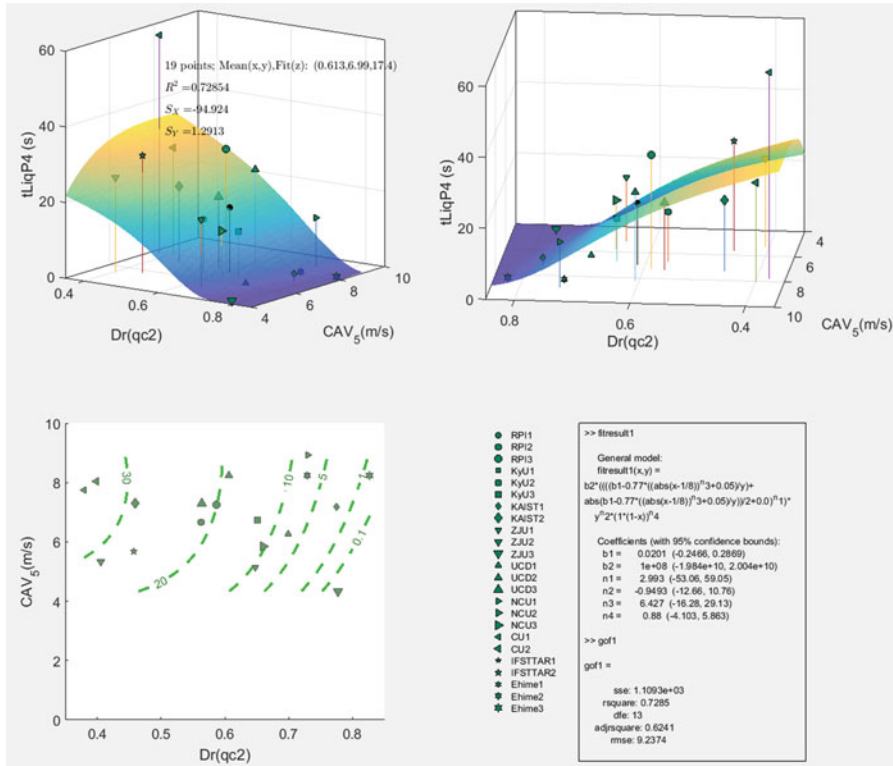 60
40
20
0
tLiqP4 (s)
19 points; Mean(x,y),Fit(z): (0.613,6.99,17.4)
R² =0.72854
S_X =-94.924
S_Y =1.2913
0.4
0.6
0.8
Dr(qc2)
4
6
8
10
CAV₅(m/s)
60
40
20
0
tLiqP4 (s)
0.8
0.6
0.4
Dr(qc2)
4
6
8
10
CAV₅(m/s)
10
8
6
4
2
0
CAV₅(m/s)
30
20
10
5
1
0.1
0.4
0.5
0.6
0.7
0.8
Dr(qc2)
RPI1
RPI2
RPI3
KyU1
KyU2
KyU3
KAIST1
KAIST2
ZJU1
ZJU2
ZJU3
UCD1
UCD2
UCD3
NCU1
NCU2
NCU3
CU1
CU2
IFSTTAR1
IFSTTAR2
Ehime1
Ehime2
Ehime3
>> fitresult1
General model:
fitresult1(x,y) =
b2*((((b1-0.77*((abs(x-1/8))ⁿ3+0.05)/y)+
abs(b1-0.77*((abs(x-1/8))ⁿ3+0.05)/y))/2+0.0)ⁿ1)*
yⁿ2*(1*(1-x))ⁿ4
Coefficients (with 95% confidence bounds):
b1 = 0.0201 (-0.2466, 0.2869)
b2 = 1e+08 (-1.984e+10, 2.004e+10)
n1 = 2.993 (-53.06, 59.05)
n2 = -0.9493 (-12.66, 10.76)
n3 = 6.427 (-16.28, 29.13)
n4 = 0.88 (-4.103, 5.863)
>> gof1
gof1 =
sse: 1.1093e+03
rsquare: 0.7285
dfe: 13
adjrsquare: 0.6241
rmse: 9.2374